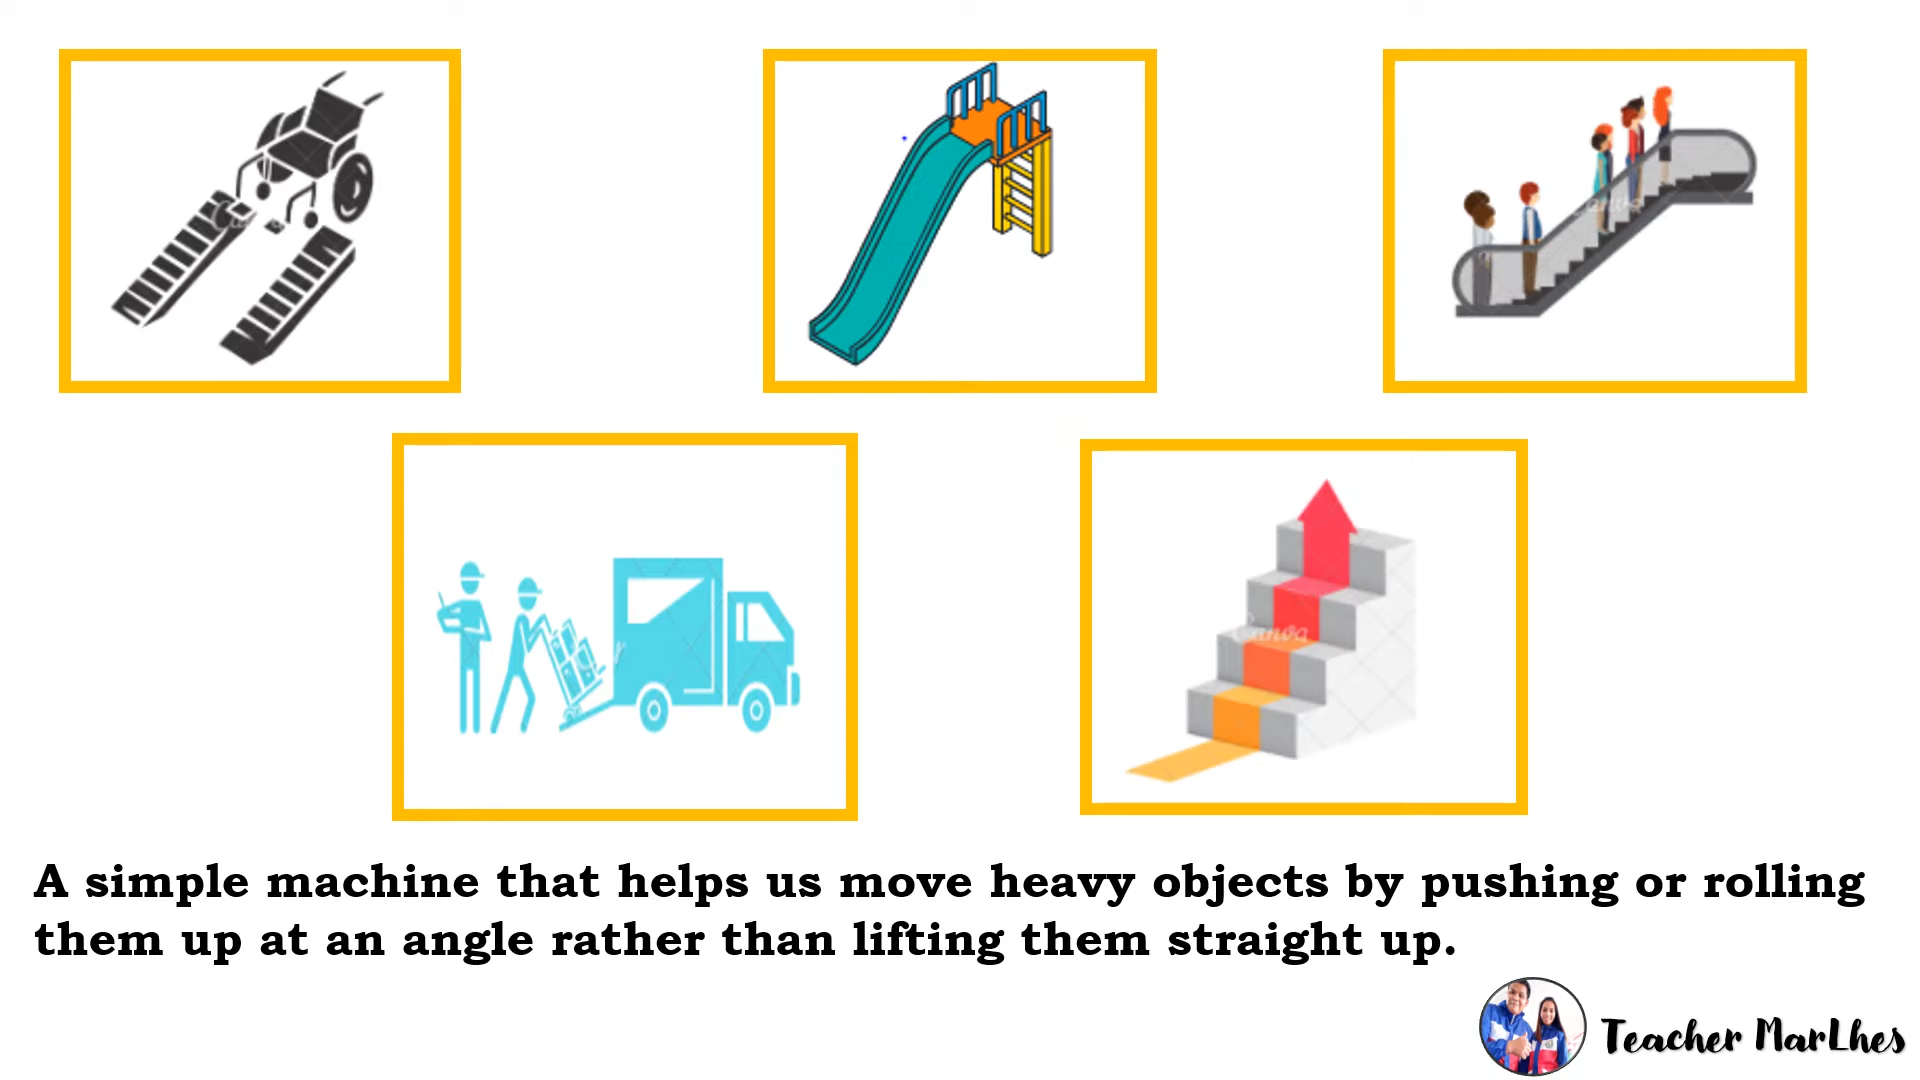 A simple machine that helps us move heavy objects by pushing or rolling
them up at an angle rather than lifting them straight up.
Teacher MarLhes